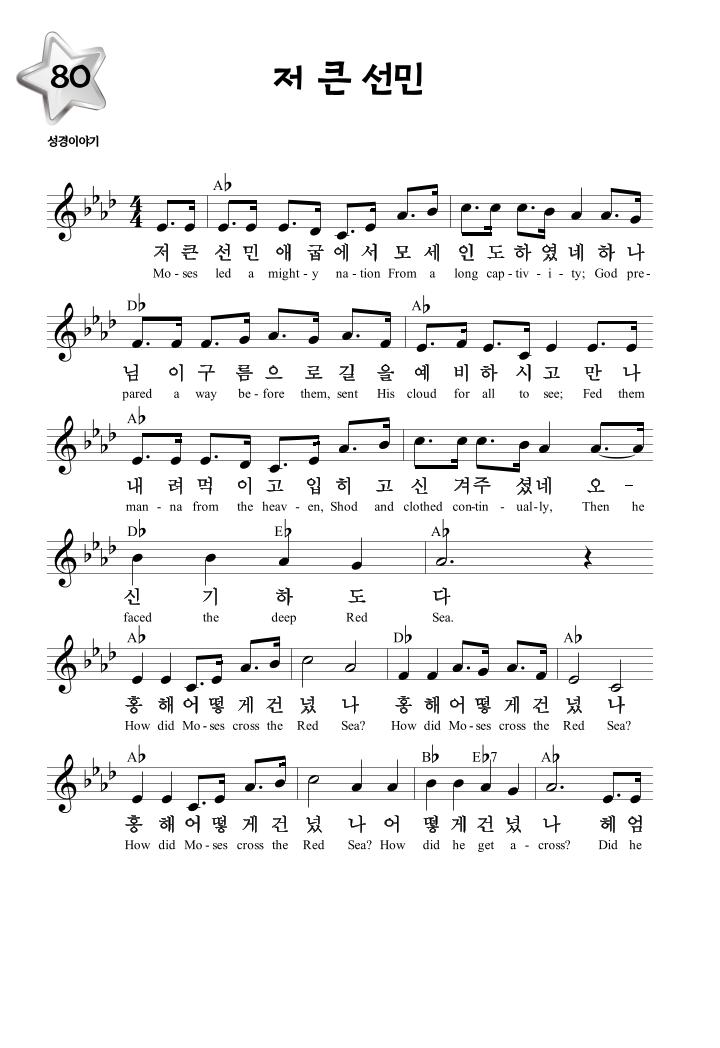 80
저 큰 선민
성경이야기
A♭
저 큰 선 민 애 굽 에 서 모 세 인 도 하 였 네 하 나
Mo - ses led a might - y na - tion From a long cap - tiv - i - ty; God pre-
D♭ A♭
님 이 구 름 으 로 길 을 예 비 하 시 고 만 나
pared a way be - fore them, sent His cloud for all to see; Fed them
A♭
내 려 먹 이 고 입 히 고 신 겨 주 셨 네 오 -
man - na from the heav - en, Shod and clothed con - tin - ual - ly, Then he
D♭ E♭ A♭
신 기 하 도 다
faced the deep Red Sea.
A♭ D♭ A♭
홍 해 어 떻 게 건 넜 나 홍 해 어 떻 게 건 넜 나
How did Mo - ses cross the Red Sea? How did Mo - ses cross the Red Sea?
A♭ B♭ E♭7 A♭
홍 해 어 떻 게 건 넜 나 어 떻 게 건 넜 나 헤 엄
How did Mo - ses cross the Red Sea? How did he get a - cross? Did he